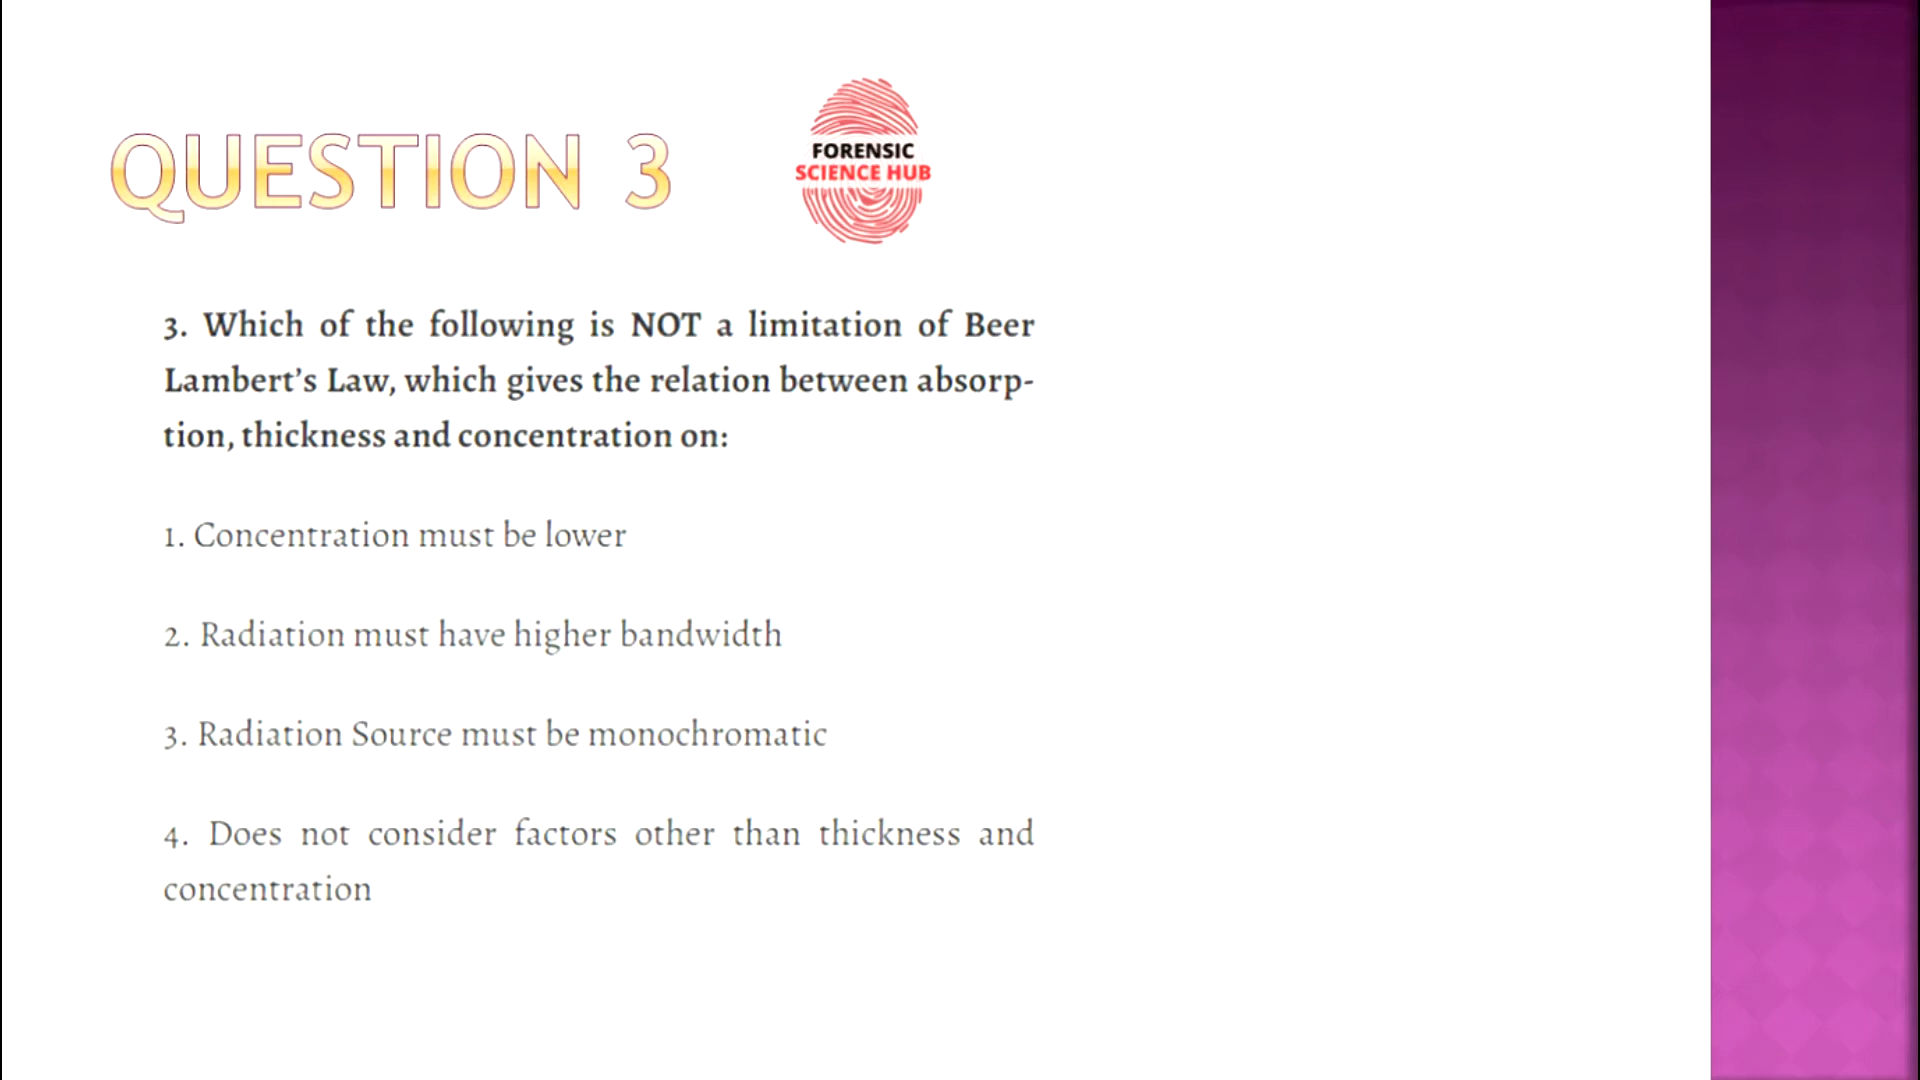 QUESTION 3
FORENSIC
SCIENCE HUB
3. Which of the following is NOT a limitation of Beer
Lambert’s Law, which gives the relation between absorp-
tion, thickness and concentration on:
1. Concentration must be lower
2. Radiation must have higher bandwidth
3. Radiation Source must be monochromatic
4. Does not consider factors other than thickness and
concentration